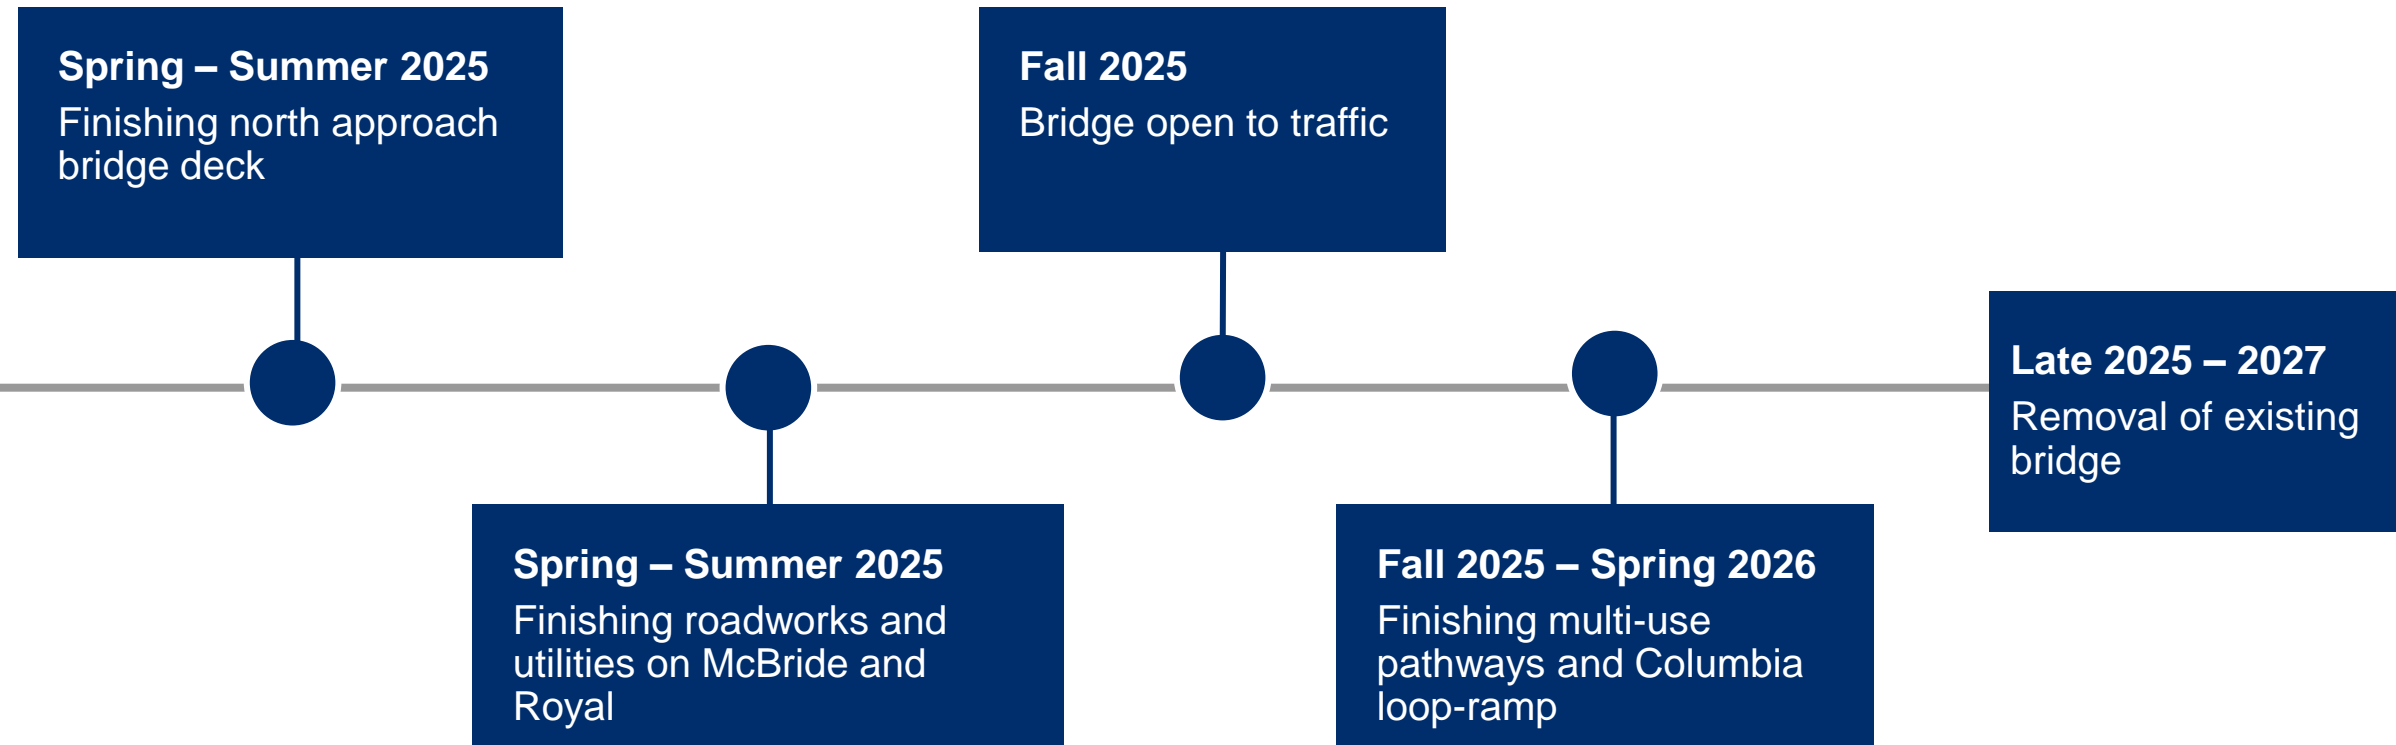 Spring – Summer 2025
Finishing north approach
bridge deck
Spring – Summer 2025
Finishing roadworks and
utilities on McBride and
Royal
Fall 2025
Bridge open to traffic
Fall 2025 – Spring 2026
Finishing multi-use
pathways and Columbia
loop-ramp
Late 2025 – 2027
Removal of existing
bridge